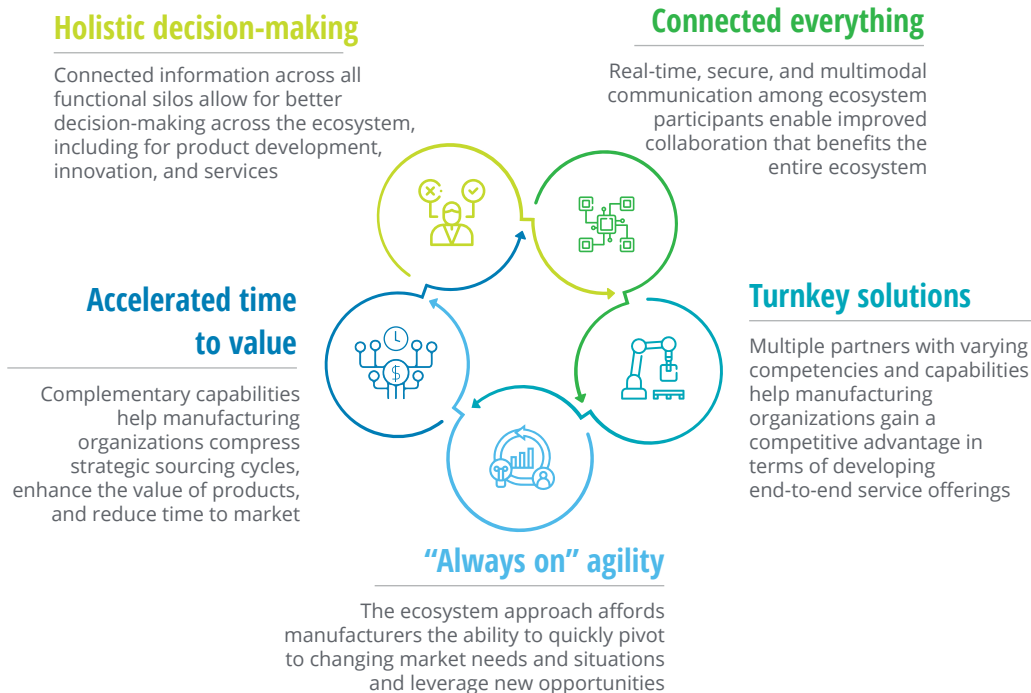 Holistic decision-making
Connected information across all
functional silos allow for better
decision-making across the ecosystem,
including for product development,
innovation, and services
Connected everything
Real-time, secure, and multimodal
communication among ecosystem
participants enable improved
collaboration that benefits the
entire ecosystem
Accelerated time
to value
Complementary capabilities
help manufacturing
organizations compress
strategic sourcing cycles,
enhance the value of products,
and reduce time to market
$
Turnkey solutions
Multiple partners with varying
competencies and capabilities
help manufacturing
organizations gain a
competitive advantage in
terms of developing
end-to-end service offerings
“Always on” agility
The ecosystem approach affords
manufacturers the ability to quickly pivot
to changing market needs and situations
and leverage new opportunities